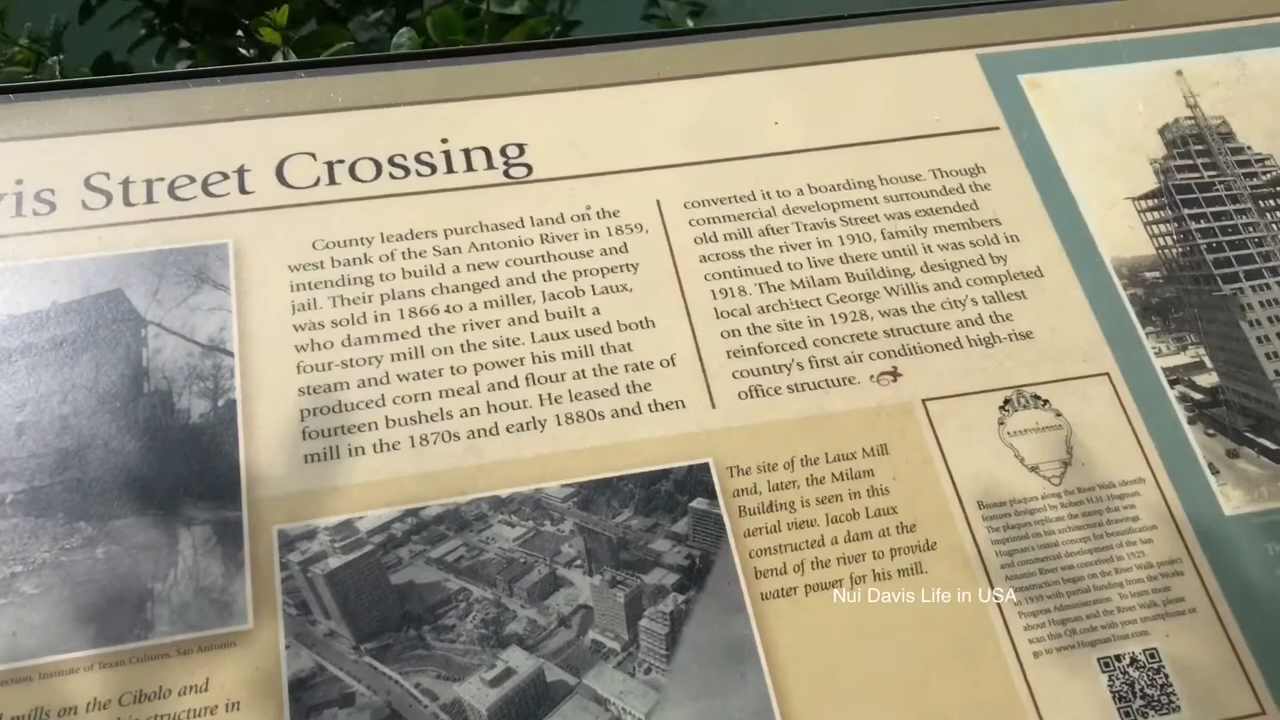 vis Street Crossing
County leaders purchased land on the
west bank of the San Antonio River in 1859,
intending to build a new courthouse and
jail. Their plans changed and the property
was sold in 1866 to a miller, Jacob Laux,
who dammed the river and built a
four-story mill on the site. Laux used both
steam and water to power his mill that
produced corn meal and flour at the rate of
fourteen bushels an hour. He leased the
mill in the 1870s and early 1880s and then
converted it to a boarding house. Though
commercial development surrounded the
old mill after Travis Street was extended
across the river in 1910, family members
continued to live there until it was sold in
1918. The Milam Building, designed by
local architect George Willis and completed
on the site in 1928, was the city's tallest
reinforced concrete structure and the
country's first air conditioned high-rise
office structure.
ection, Institute of Texan Cultures, San Antonio.
mills on the Cibolo and
structure in
The site of the Laux Mill
and, later, the Milam
Building is seen in this
aerial view. Jacob Laux
constructed a dam at the
bend of the river to provide
water power for his mill.
Bronze plaques along the River Walk identify
features designed by Robert H.H. Hugman.
The plaques replicate the stamp that was
imprinted on his architectural drawings.
Hugman's initial concept for beautification
and commercial development of the San
Antonio River was conceived in 1929.
Construction began on the River Walk project
in 1939 with partial funding from the Works
Progress Administration. To learn more
about Hugman and the River Walk, please
scan this QR code with your smartphone or
go to www.HugmanTour.com.
Nui Davis Life in USA